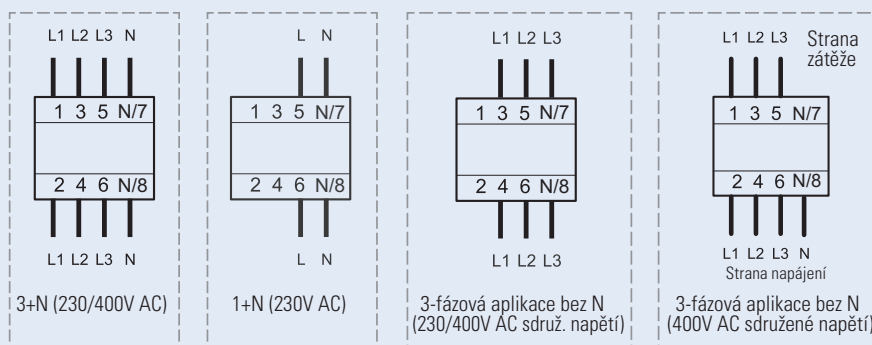 L1 L2 L3 N
1 3 5 N/7
2 4 6 N/8
L1 L2 L3 N
3+N (230/400V AC)
L N
1 3 5 N/7
2 4 6 N/8
L N
1+N (230V AC)
L1 L2 L3
1 3 5 N/7
2 4 6 N/8
L1 L2 L3
3-fázová aplikace bez N
(230/400V AC sdruž. napětí)
L1 L2 L3
Strana
zátěže
1 3 5 N/7
2 4 6 N/8
L1 L2 L3 N
Strana napájení
3-fázová aplikace bez N
(400V AC sdružené napětí)